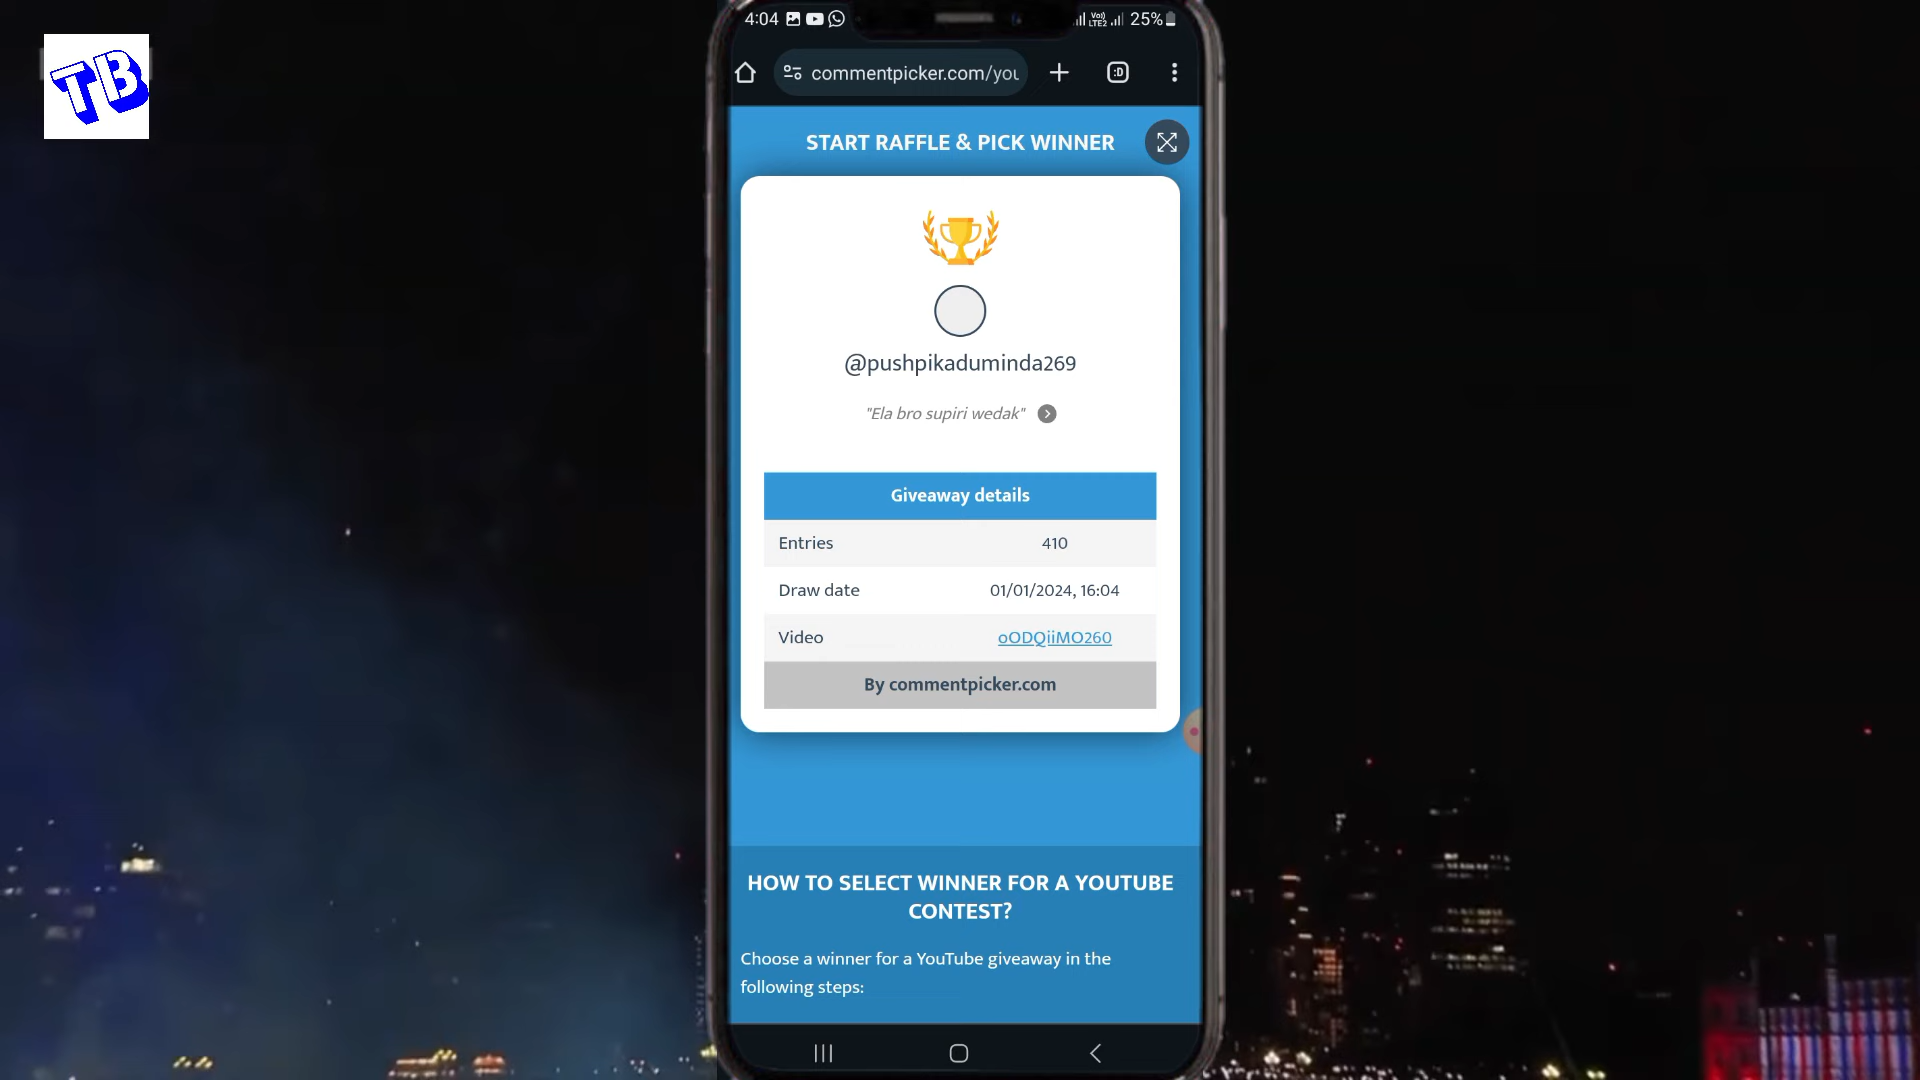 TB
4:04
Vo)) LTE2 25%
commentpicker.com/you
:D
START RAFFLE & PICK WINNER
@pushpikaduminda269
"Ela bro supiri wedak"
Giveaway details
Entries 410
Draw date 01/01/2024, 16:04
Video oODQiiMO260
By commentpicker.com
HOW TO SELECT WINNER FOR A YOUTUBE
CONTEST?
Choose a winner for a YouTube giveaway in the
following steps: